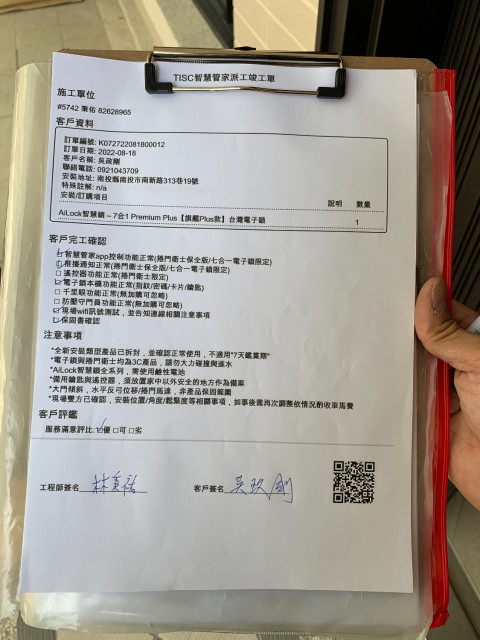 TISC智慧管家派工竣工單
施工單位
#5742 秉佑 82628965
客戶資料
訂單編號: K072722081800012
訂單日期: 2022-08-18
客戶名稱: 吳政剛
聯絡電話: 0921043709
安裝地址: 南投縣南投市南新路313巷19號
特殊註解: n/a
安裝/訂購項目 說明 數量
AiLock智慧鎖 – 7合1 Premium Plus【旗艦Plus款】台灣電子鎖 1
客戶完工確認
智慧管家app控制功能正常(捲門衛士保全版/七合一電子鎖限定)
推播通知正常(捲門衛士保全版/七合一電子鎖限定)
□ 遙控器功能正常(捲門衛士限定)
電子鎖本機功能正常(指紋/密碼/卡片/鑰匙)
□ 千里眼功能正常(無加購可忽略)
□ 防壓守門員功能正常(無加購可忽略)
現場wifi訊號測試，並告知連線相關注意事項
保固書確認
注意事項
*全新安裝類型產品已拆封，並確認正常使用，不適用"7天鑑賞期"
*電子鎖與捲門衛士均為3C產品，請勿大力碰撞與進水
*AiLock智慧鎖全系列，需使用鹼性電池
*備用鑰匙與遙控器，須放置家中以外安全的地方作為備案
*大門傾斜，水平反弓位移/捲門馬達，非產品保固範圍
*現場雙方已確認，安裝位置/角度/鬆緊度等相關事項，如事後需再次調整依情況酌收車馬費
客戶評鑑
服務滿意評比: ☑優 □可 □劣
工程師簽名 林秉佑 客戶簽名